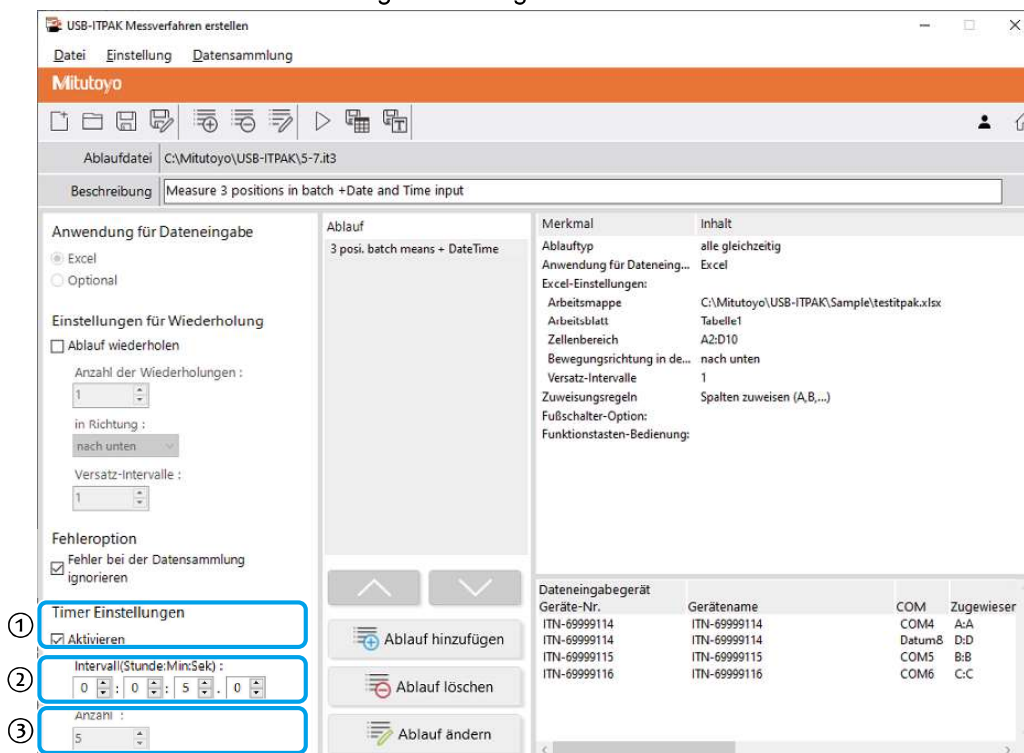 USB-ITPAK Messverfahren erstellen
Datei Einstellung Datensammlung
Mitutoyo
Ablaufdatei C:\Mitutoyo\USB-ITPAK\5-7.it3
Beschreibung Measure 3 positions in batch +Date and Time input
Anwendung für Dateneingabe
Excel
Optional
Einstellungen für Wiederholung
Ablauf wiederholen
Anzahl der Wiederholungen :
1
in Richtung :
nach unten
Versatz-Intervalle :
1
Fehleroption
Fehler bei der Datensammlung
ignorieren
① Timer Einstellungen
Aktivieren
② Intervall(Stunde:Min:Sek) :
0 : 0 : 5 . 0
③ Anzahl :
5
Ablauf
3 posi. batch means + DateTime
Ablauf hinzufügen
Ablauf löschen
Ablauf ändern
Merkmal Inhalt
Ablauftyp alle gleichzeitig
Anwendung für Dateneing... Excel
Excel-Einstellungen:
Arbeitsmappe C:\Mitutoyo\USB-ITPAK\Sample\testitpak.xlsx
Arbeitsblatt Tabelle1
Zellenbereich A2:D10
Bewegungsrichtung in de... nach unten
Versatz-Intervalle 1
Zuweisungsregeln Spalten zuweisen (A,B,...)
Fußschalter-Option:
Funktionstasten-Bedienung:
Dateneingabegerät
Geräte-Nr. Gerätename COM Zugewieser
ITN-69999114 ITN-69999114 COM4 A:A
ITN-69999114 ITN-69999114 Datum8 D:D
ITN-69999115 ITN-69999115 COM5 B:B
ITN-69999116 ITN-69999116 COM6 C:C